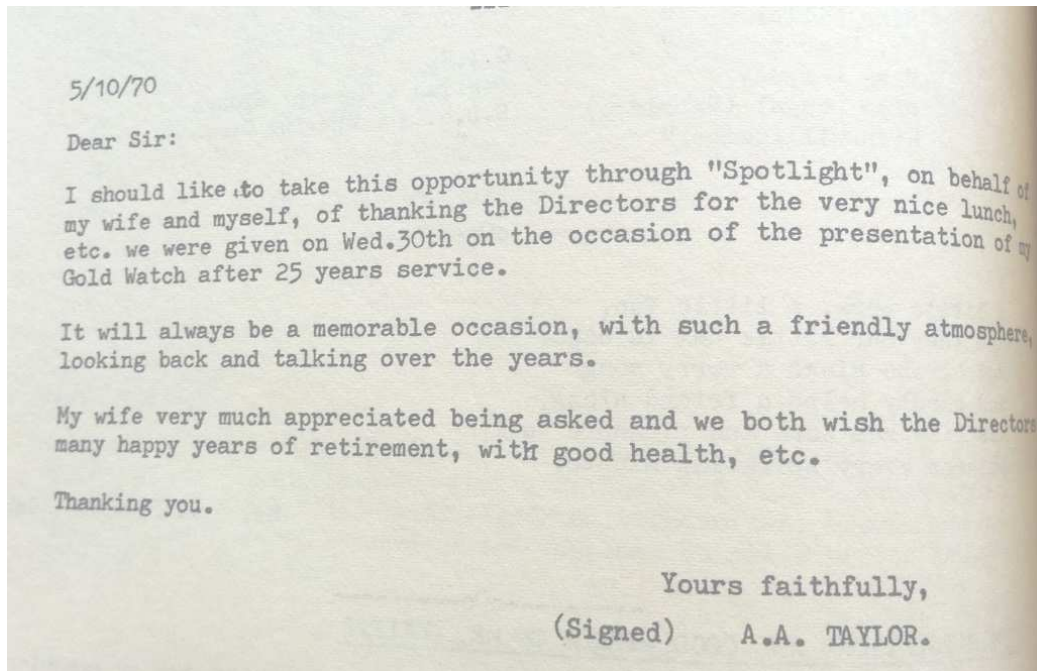 5/10/70
Dear Sir:
I should like to take this opportunity through "Spotlight", on behalf of
my wife and myself, of thanking the Directors for the very nice lunch,
etc. we were given on Wed.30th on the occasion of the presentation of my
Gold Watch after 25 years service.
It will always be a memorable occasion, with such a friendly atmosphere,
looking back and talking over the years.
My wife very much appreciated being asked and we both wish the Directors
many happy years of retirement, with good health, etc.
Thanking you.
Yours faithfully,
(Signed) A.A. TAYLOR.